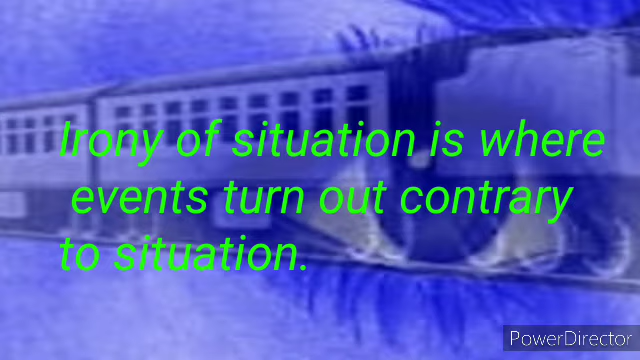 Irony of situation is where
events turn out contrary
to situation.
PowerDirector